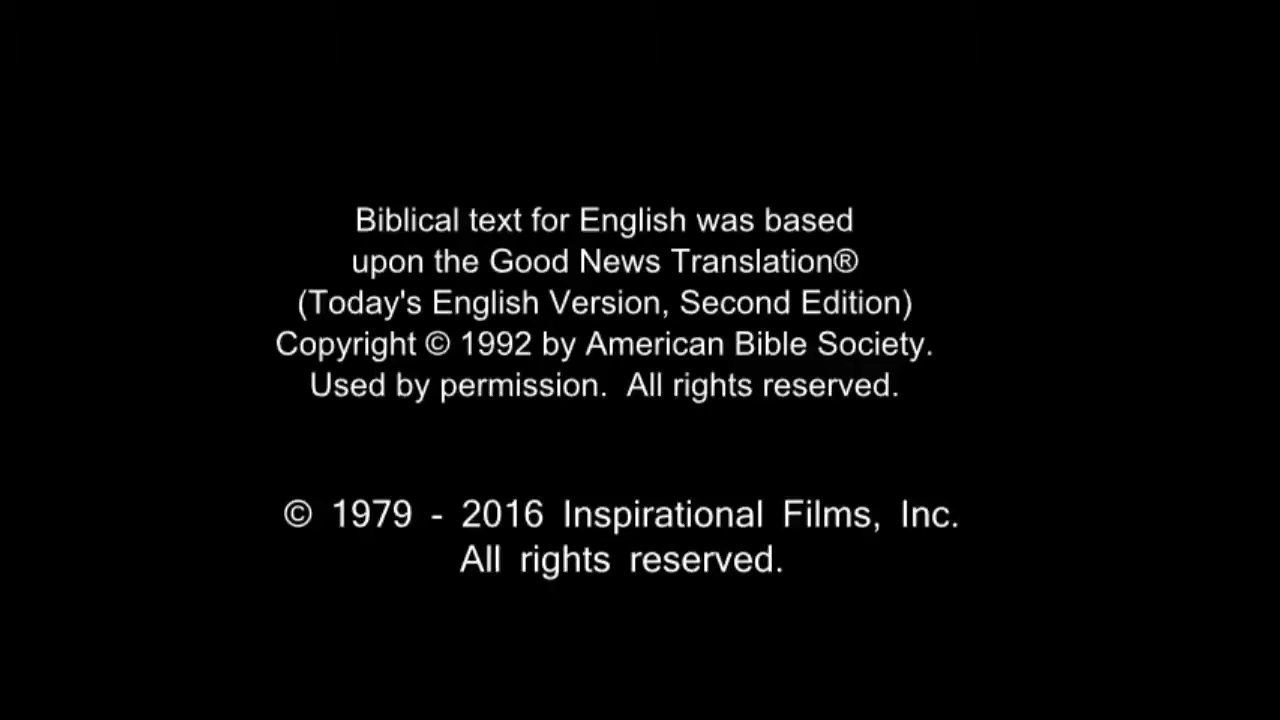 Biblical text for English was based
upon the Good News Translation®
(Today's English Version, Second Edition)
Copyright © 1992 by American Bible Society.
Used by permission.  All rights reserved.
© 1979 - 2016 Inspirational Films, Inc.
All rights reserved.